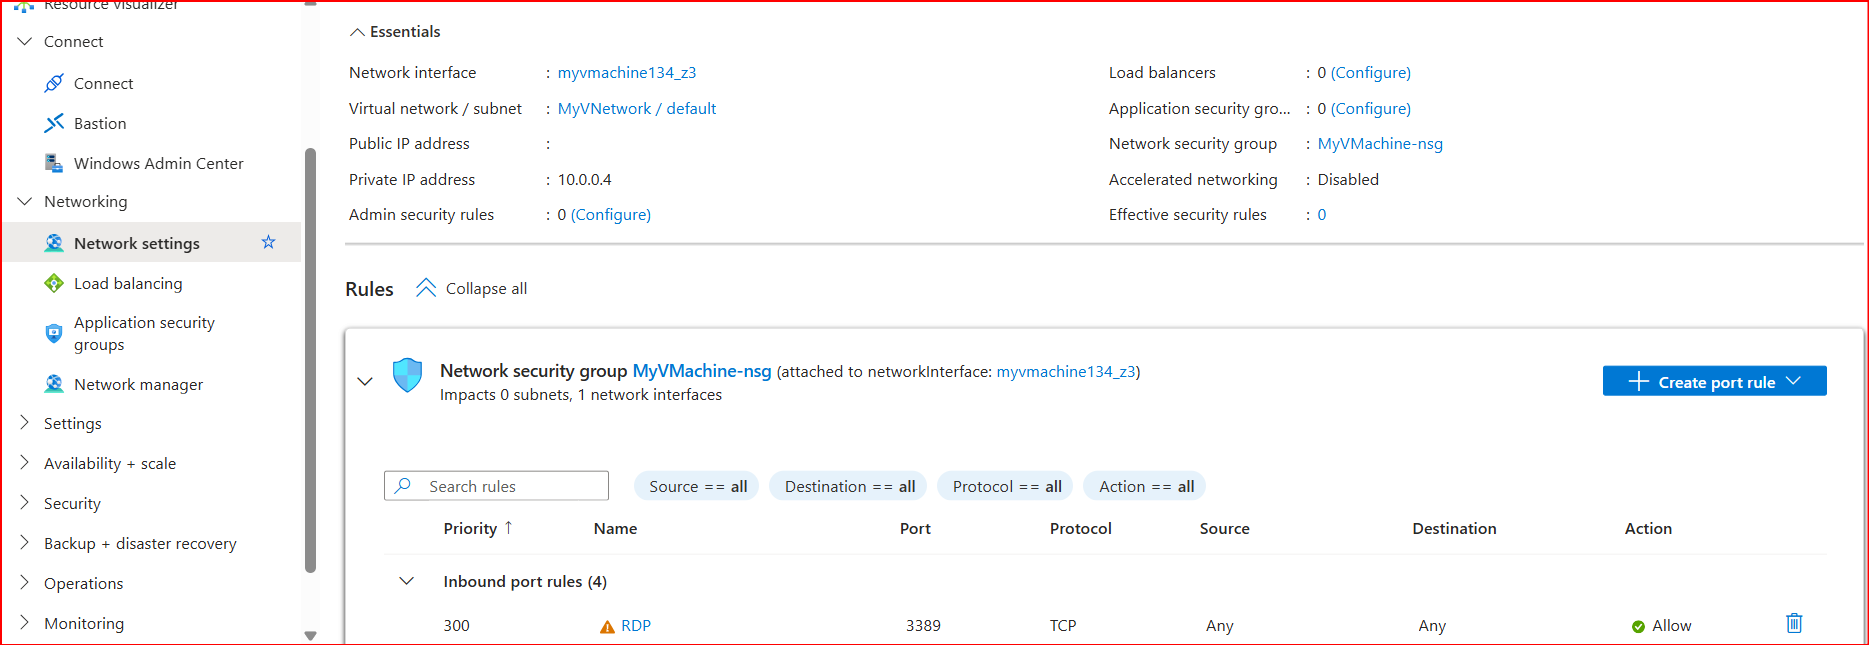 Resource visualizer
Connect
Connect
Bastion
Windows Admin Center
Networking
Network settings
Load balancing
Application security
groups
Network manager
Settings
Availability + scale
Security
Backup + disaster recovery
Operations
Monitoring
Essentials
Network interface : myvmachine134_z3
Virtual network / subnet : MyVNetwork / default
Public IP address :
Private IP address : 10.0.0.4
Admin security rules : 0 (Configure)
Load balancers : 0 (Configure)
Application security gro... : 0 (Configure)
Network security group : MyVMachine-nsg
Accelerated networking : Disabled
Effective security rules : 0
Rules Collapse all
Network security group MyVMachine-nsg (attached to networkInterface: myvmachine134_z3)
Impacts 0 subnets, 1 network interfaces
Create port rule
Search rules Source == all Destination == all Protocol == all Action == all
Priority ↑ Name Port Protocol Source Destination Action
Inbound port rules (4)
300 RDP 3389 TCP Any Any Allow